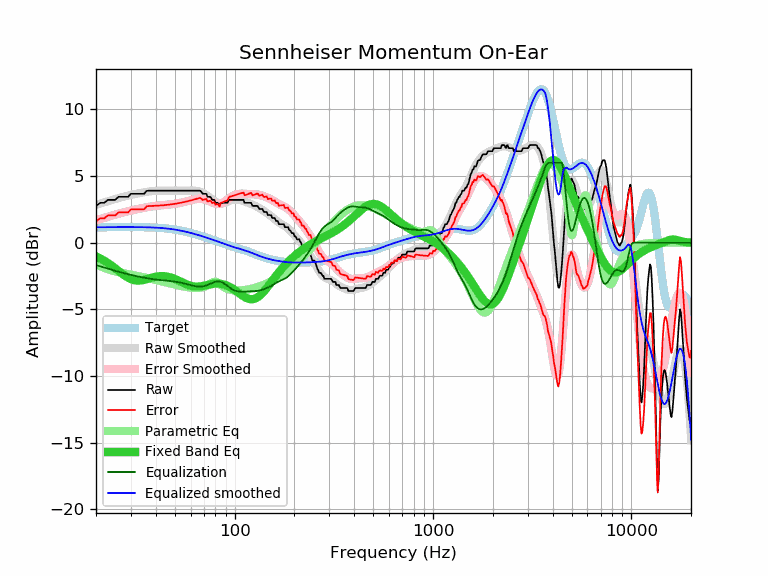 Sennheiser Momentum On-Ear
Amplitude (dBr)
10
5
0
−5
−10
−15
−20
Target
Raw Smoothed
Error Smoothed
Raw
Error
Parametric Eq
Fixed Band Eq
Equalization
Equalized smoothed
100
1000
10000
Frequency (Hz)